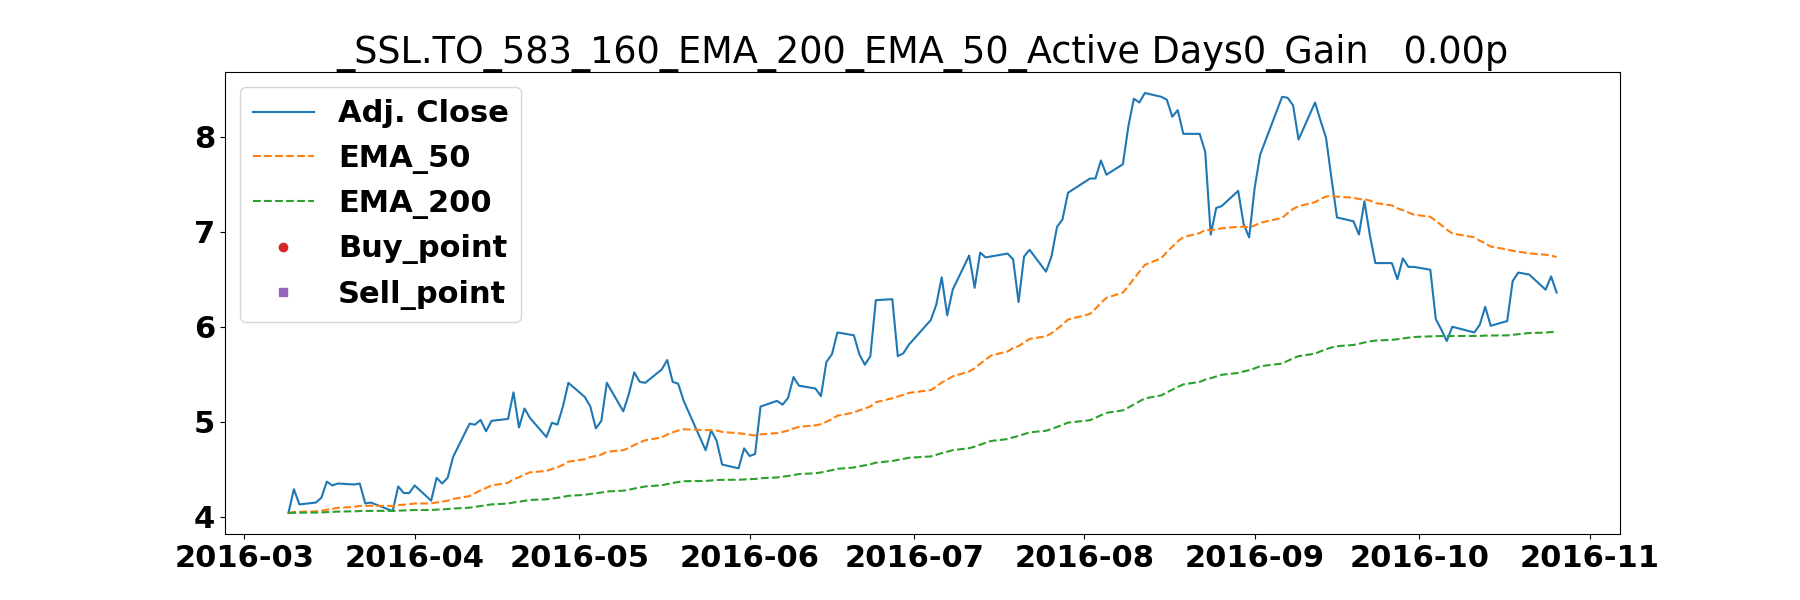 _SSL.TO_583_160_EMA_200_EMA_50_Active Days0_Gain   0.00p
Adj. Close
EMA_50
EMA_200
Buy_point
Sell_point
8
7
6
5
4
2016-03 2016-04 2016-05 2016-06 2016-07 2016-08 2016-09 2016-10 2016-11